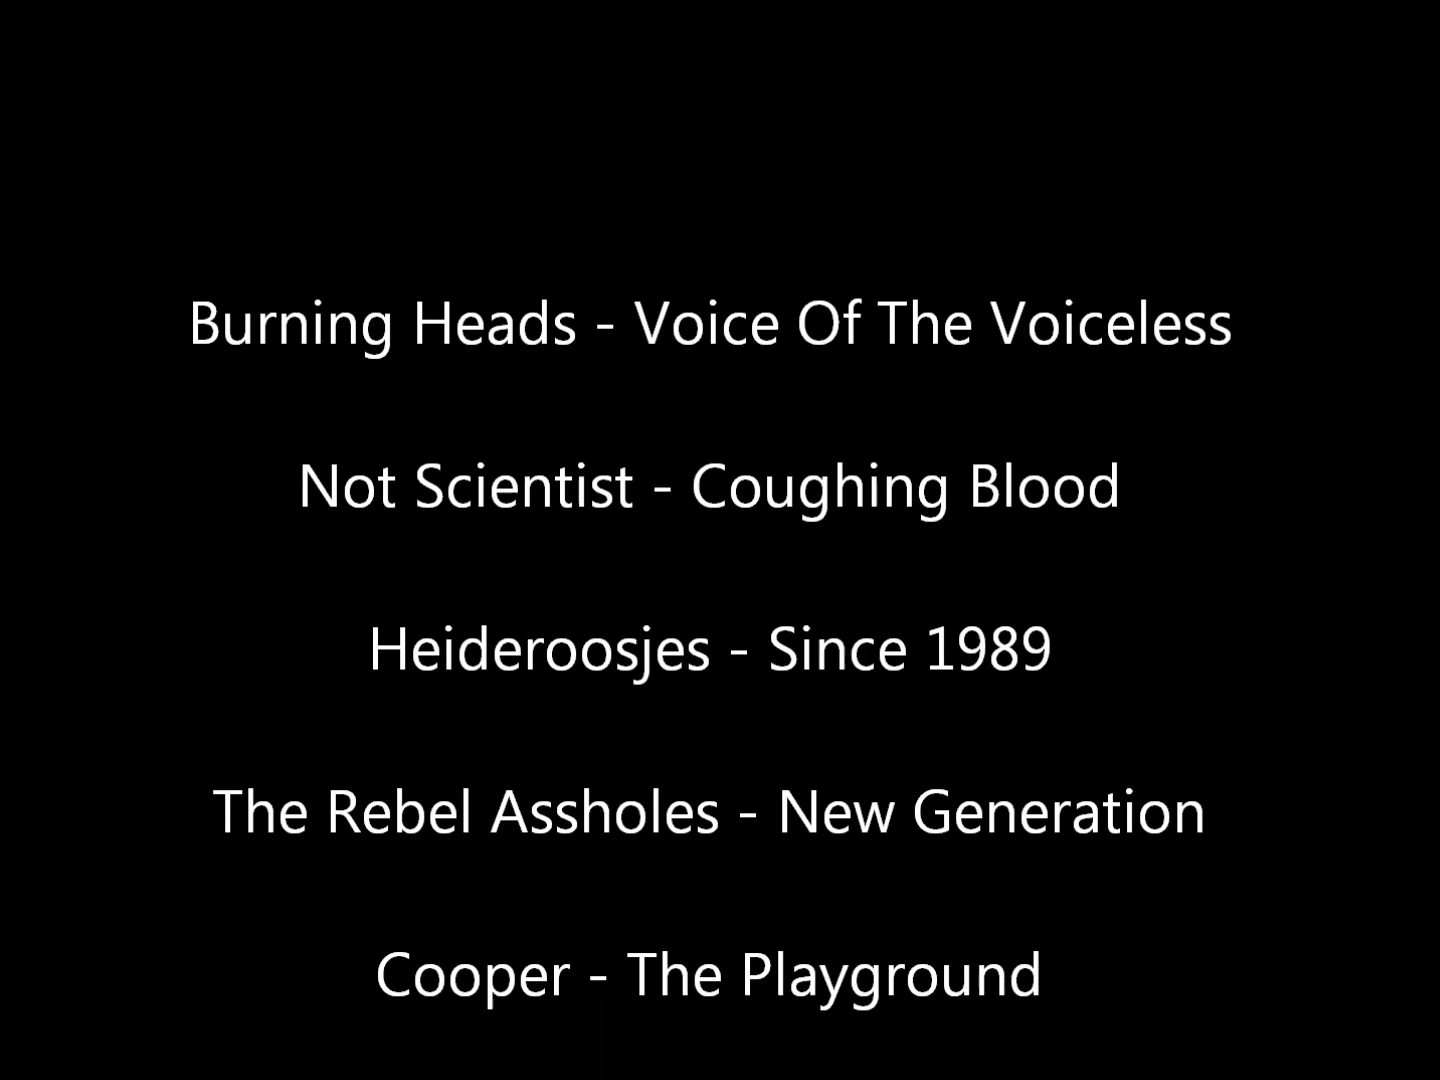 Burning Heads - Voice Of The Voiceless
Not Scientist - Coughing Blood
Heideroosjes - Since 1989
The Rebel Assholes - New Generation
Cooper - The Playground